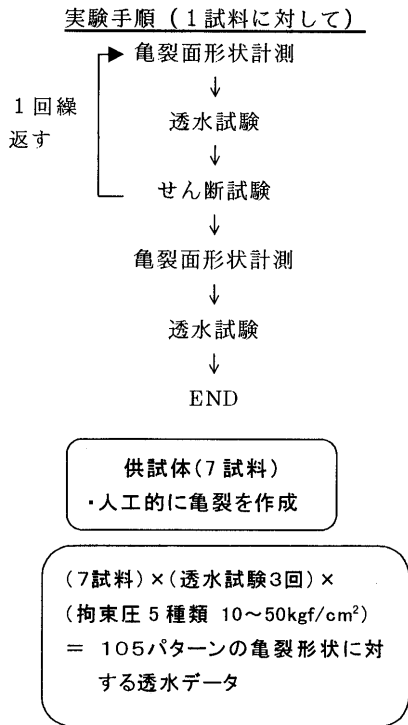 実験手順（1試料に対して）
亀裂面形状計測
↓
1回繰
返す
透水試験
↓
せん断試験
↓
亀裂面形状計測
↓
透水試験
↓
END
供試体(7試料)
・人工的に亀裂を作成
(7試料)×(透水試験3回)×
(拘束圧5種類 10～50kgf/cm²)
＝ 105パターンの亀裂形状に対
する透水データ